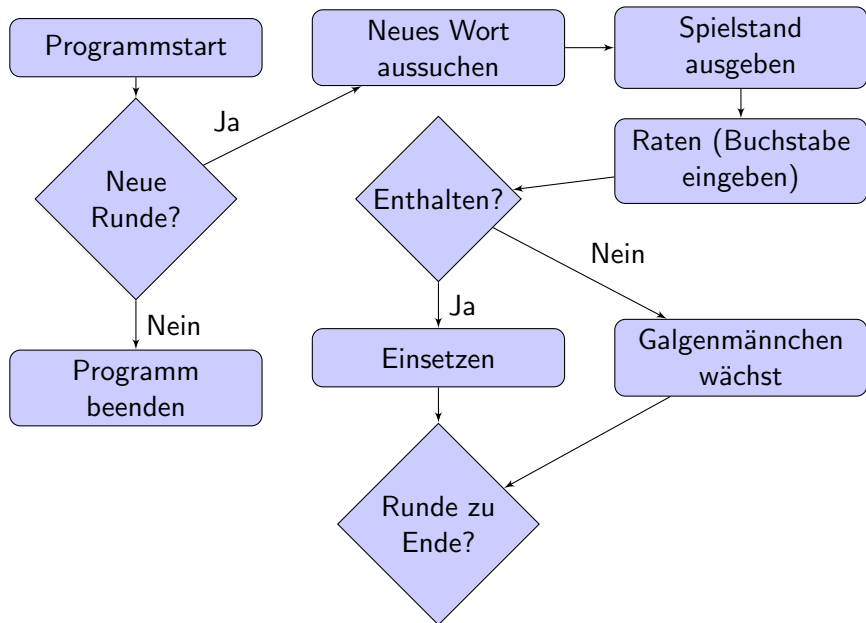 Programmstart
Neue
Runde?
Ja
Nein
Programm
beenden
Neues Wort
aussuchen
Spielstand
ausgeben
Raten (Buchstabe
eingeben)
Enthalten?
Ja
Nein
Einsetzen
Galgenmännchen
wächst
Runde zu
Ende?